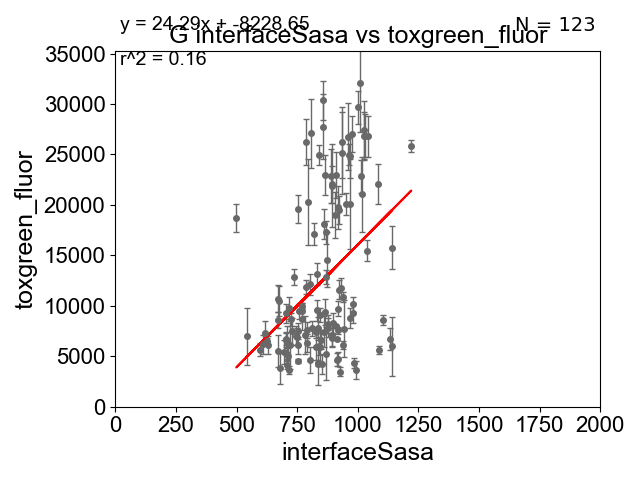 y = 24.29x + -8228.65
N = 123
G interfaceSasa vs toxgreen_fluor
r^2 = 0.16
35000
30000
25000
20000
15000
10000
5000
0
toxgreen_fluor
0 250 500 750 1000 1250 1500 1750 2000
interfaceSasa